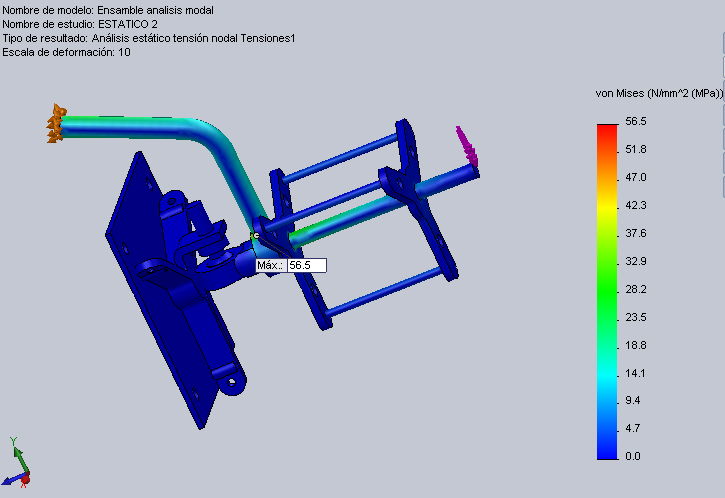 Nombre de modelo: Ensamble analisis modal
Nombre de estudio: ESTATICO 2
Tipo de resultado: Análisis estático tensión nodal Tensiones1
Escala de deformación: 10
von Mises (N/mm^2 (MPa))
56.5
51.8
47.0
42.3
37.6
32.9
28.2
23.5
18.8
14.1
9.4
4.7
0.0
Máx.: 56.5
Y
X